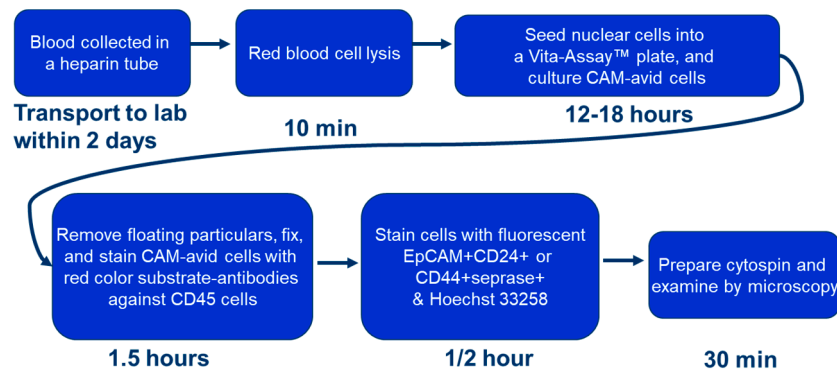 Blood collected in
a heparin tube
Red blood cell lysis
Seed nuclear cells into
a Vita-Assay™ plate, and
culture CAM-avid cells
Transport to lab
within 2 days
10 min
12-18 hours
Remove floating particulars, fix,
and stain CAM-avid cells with
red color substrate-antibodies
against CD45 cells
Stain cells with fluorescent
EpCAM+CD24+ or
CD44+seprase+
& Hoechst 33258
Prepare cytospin and
examine by microscopy
1.5 hours
1/2 hour
30 min